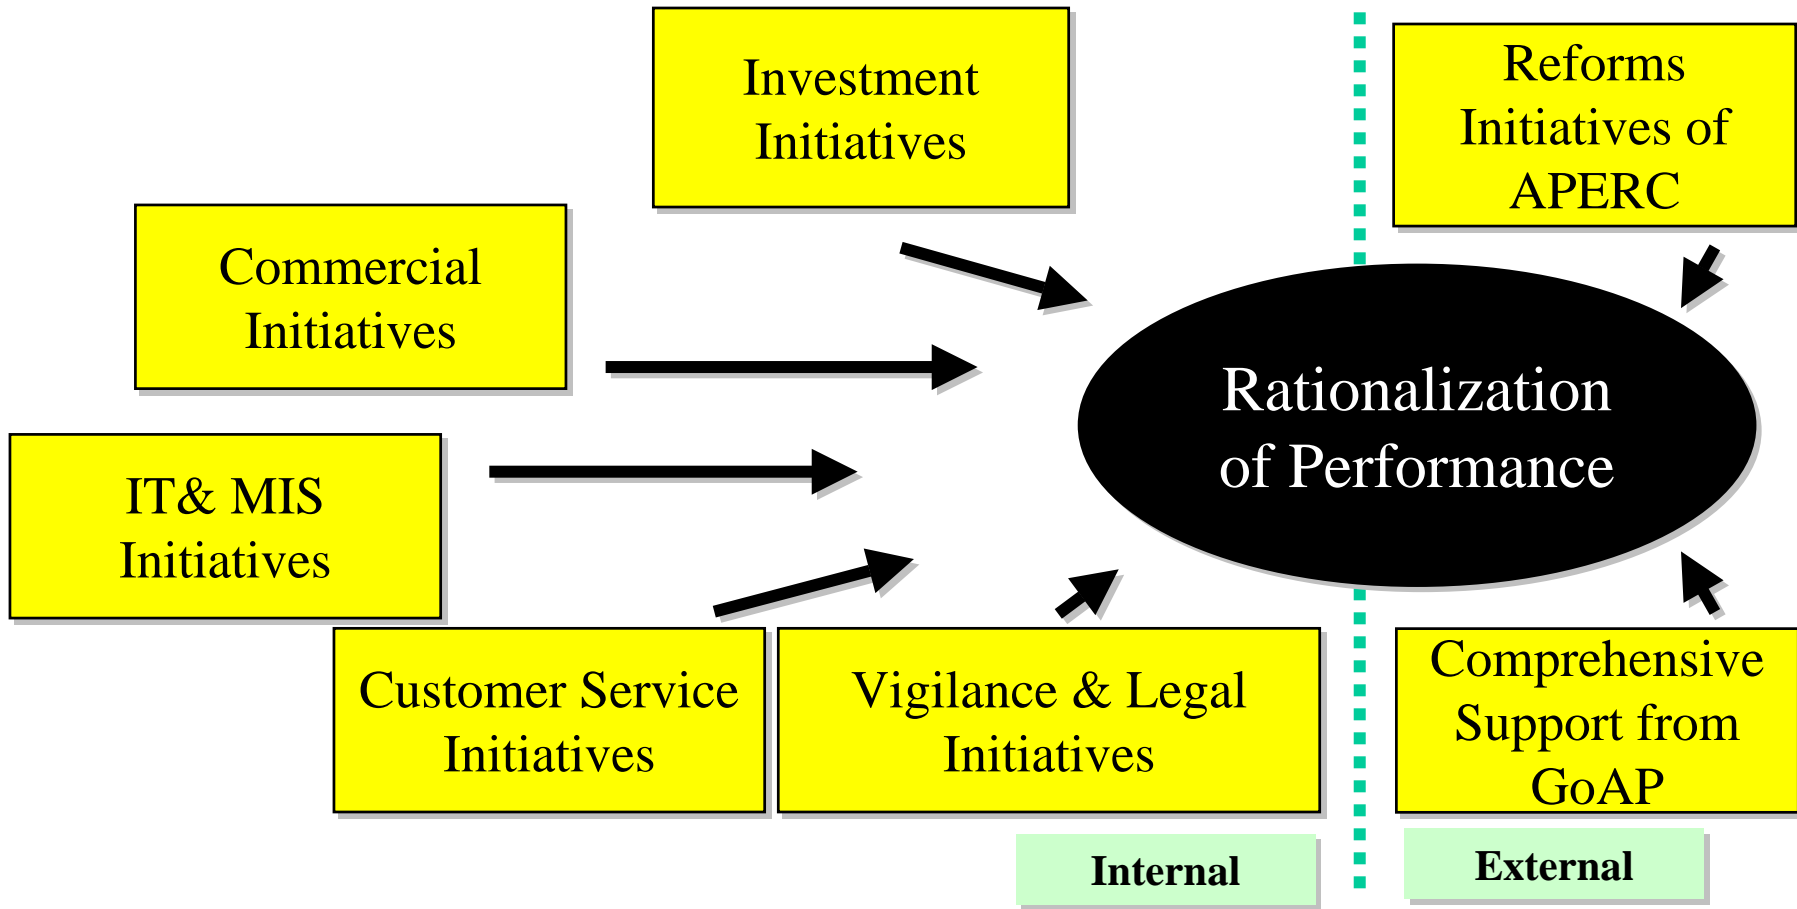 Investment
Initiatives
Reforms
Initiatives of
APERC
Commercial
Initiatives
Rationalization
of Performance
IT& MIS
Initiatives
Customer Service
Initiatives
Vigilance & Legal
Initiatives
Comprehensive
Support from
GoAP
Internal
External